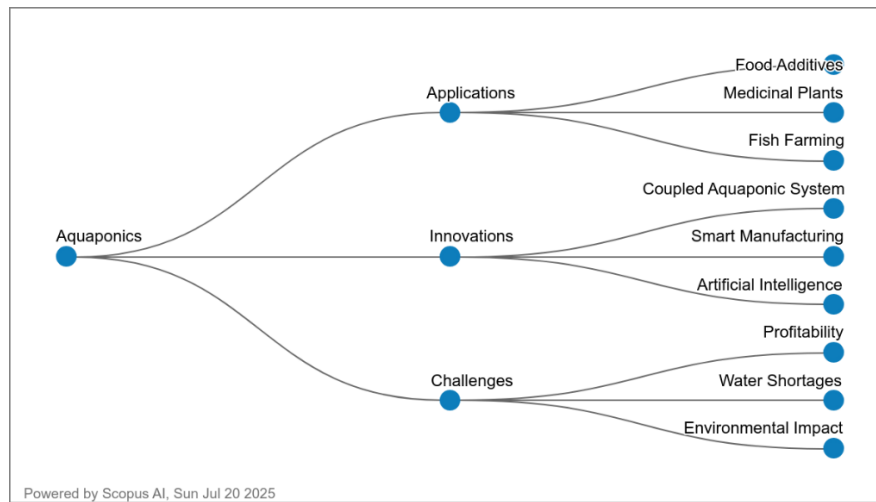 Food Additives
Applications
Medicinal Plants
Fish Farming
Coupled Aquaponic System
Aquaponics
Innovations
Smart Manufacturing
Artificial Intelligence
Profitability
Challenges
Water Shortages
Environmental Impact
Powered by Scopus AI, Sun Jul 20 2025